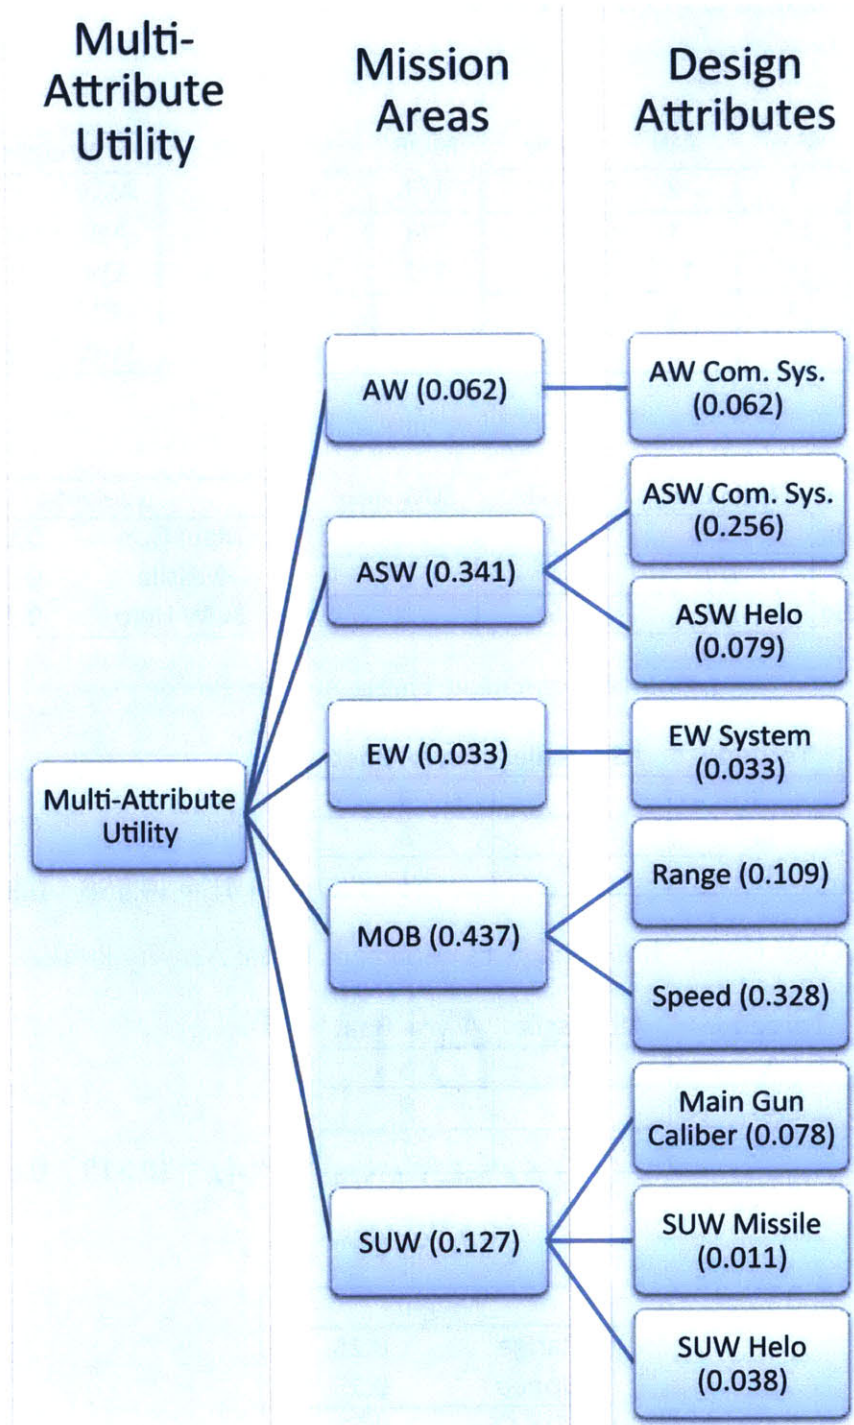 Multi-
Attribute
Utility
Mission
Areas
Design
Attributes
AW (0.062)
AW Com. Sys.
(0.062)
ASW (0.341)
ASW Com. Sys.
(0.256)
ASW Helo
(0.079)
EW (0.033)
EW System
(0.033)
Multi-Attribute
Utility
MOB (0.437)
Range (0.109)
Speed (0.328)
SUW (0.127)
Main Gun
Caliber (0.078)
SUW Missile
(0.011)
SUW Helo
(0.038)